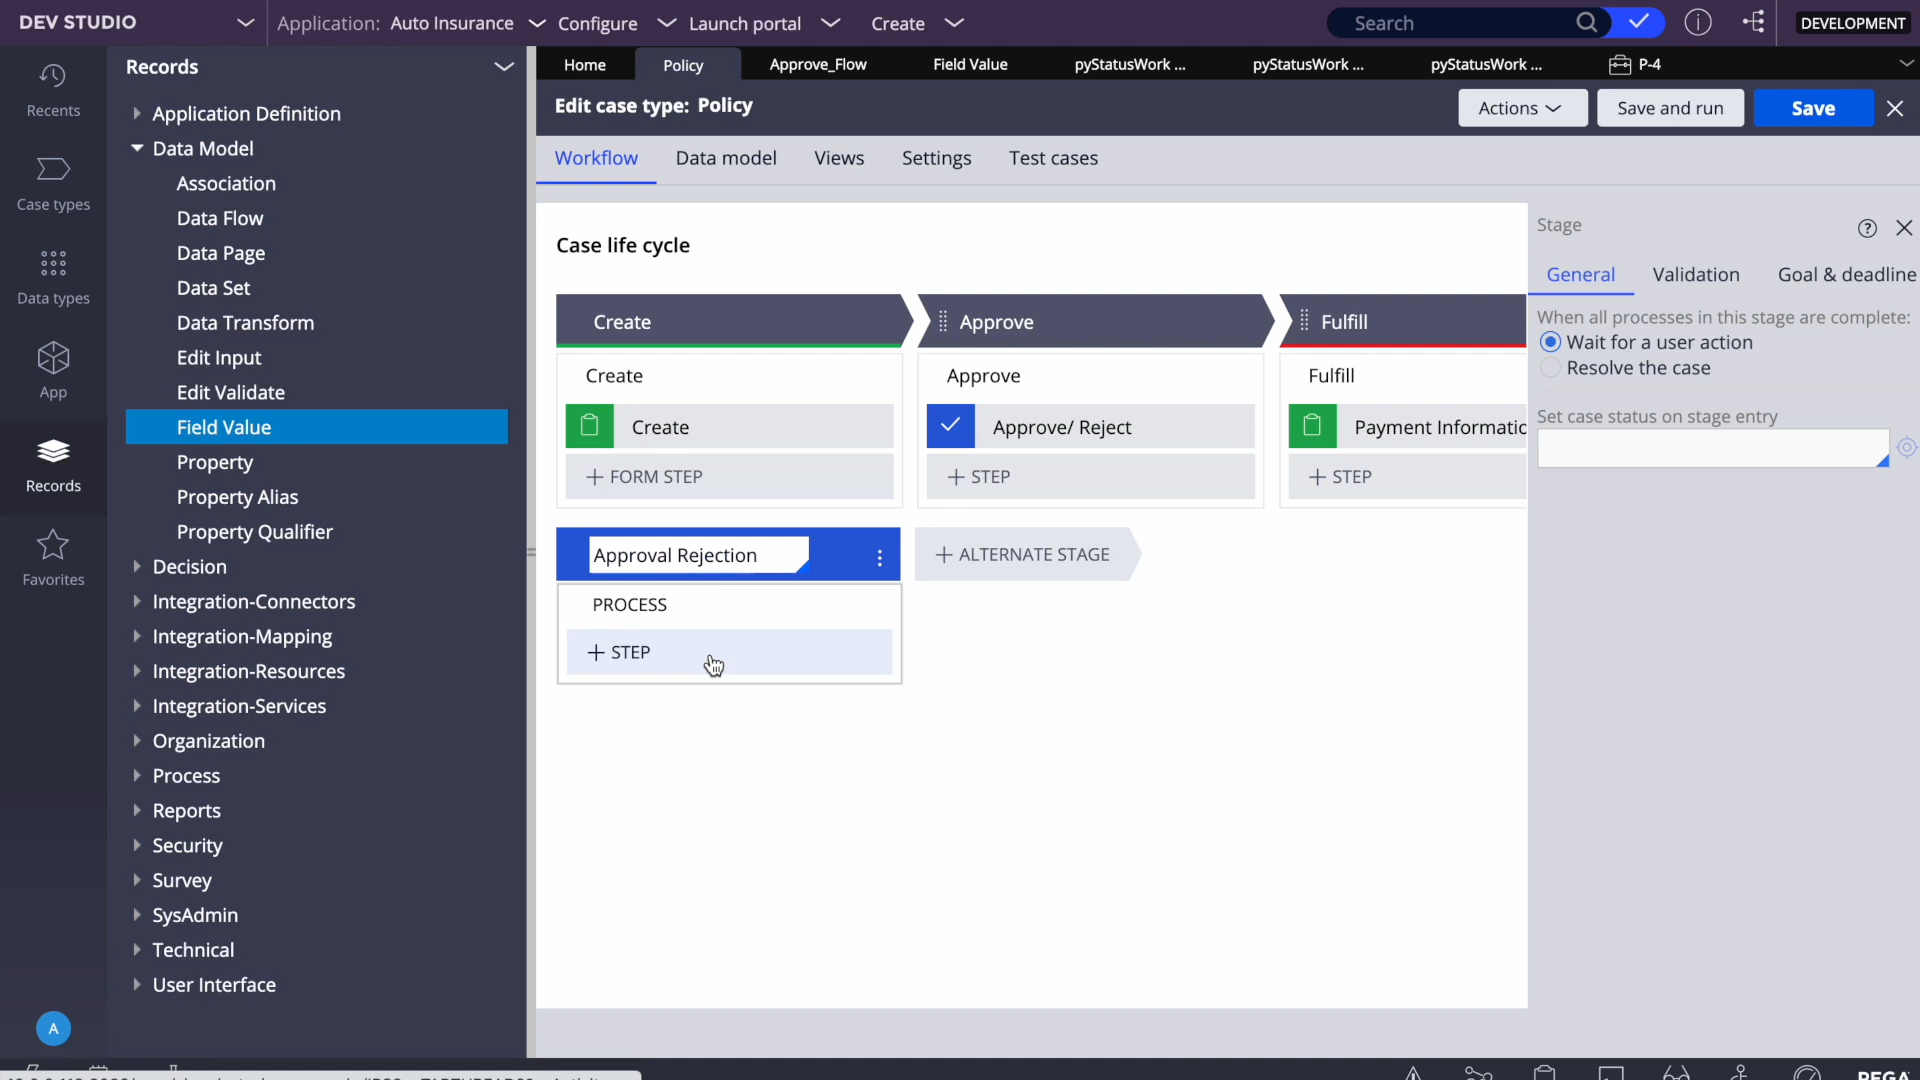 DEV STUDIO
Application: Auto Insurance
Configure
Launch portal
Create
Search
DEVELOPMENT
Recents
Case types
Data types
App
Records
Favorites
A
Records
Application Definition
Data Model
Association
Data Flow
Data Page
Data Set
Data Transform
Edit Input
Edit Validate
Field Value
Property
Property Alias
Property Qualifier
Decision
Integration-Connectors
Integration-Mapping
Integration-Resources
Integration-Services
Organization
Process
Reports
Security
Survey
SysAdmin
Technical
User Interface
Home
Policy
Approve_Flow
Field Value
pyStatusWork ...
pyStatusWork ...
pyStatusWork ...
P-4
Edit case type: Policy
Actions
Save and run
Save
Workflow
Data model
Views
Settings
Test cases
Case life cycle
Create
Approve
Fulfill
Create
Approve
Fulfill
Create
Approve/ Reject
Payment Informatio
+ FORM STEP
+ STEP
+ STEP
Approval Rejection
+ ALTERNATE STAGE
PROCESS
+ STEP
Stage
General
Validation
Goal & deadline
When all processes in this stage are complete:
Wait for a user action
Resolve the case
Set case status on stage entry
PEGA